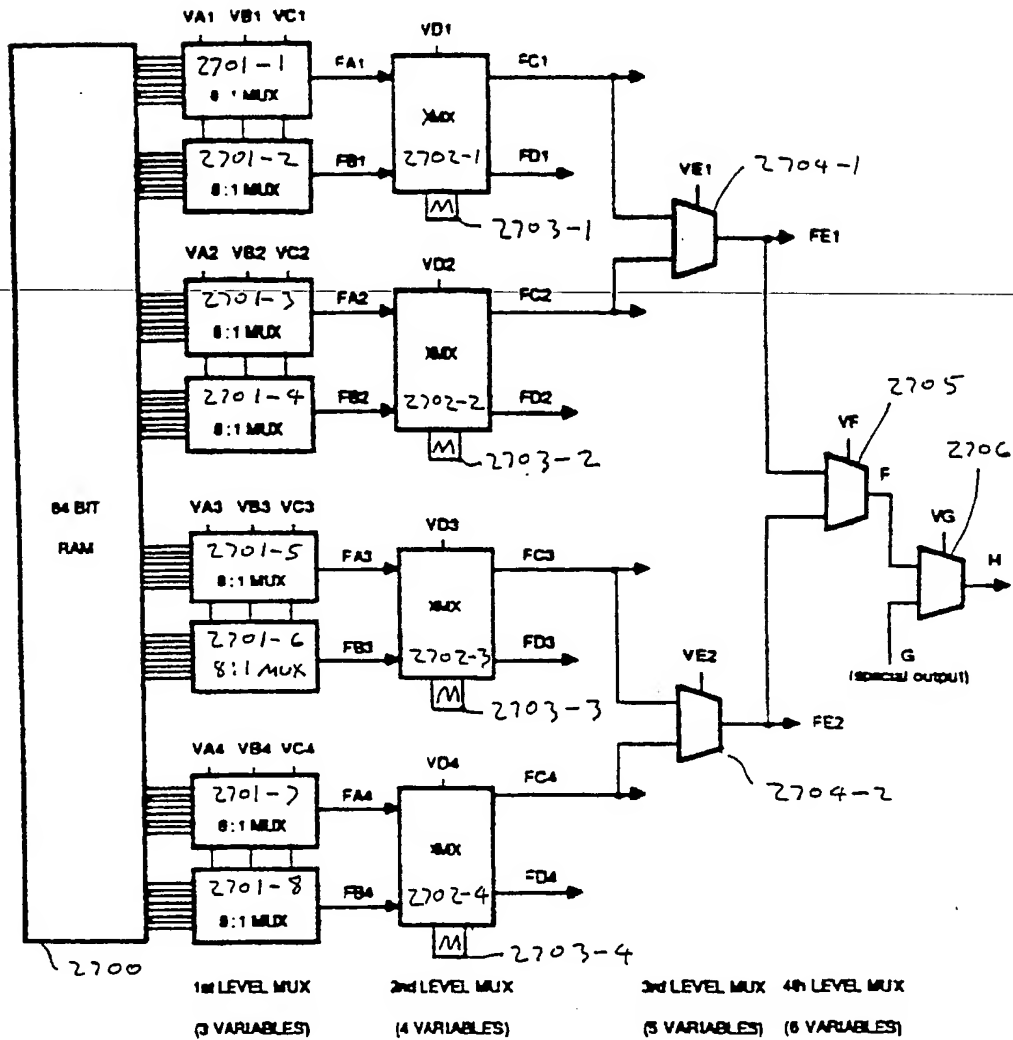 VA1 VB1 VC1
2701-1
8:1 MUX
FA1
VD1
XMX
2702-1
FC1
2701-2
8:1 MUX
FB1
FD1
M
2703-1
VE1
2704-1
FE1
VA2 VB2 VC2
2701-3
8:1 MUX
FA2
VD2
XMX
2702-2
FC2
2701-4
8:1 MUX
FB2
FD2
M
2703-2
VF
2705
F
2706
VG
H
G
(special output)
64 BIT
RAM
VA3 VB3 VC3
2701-5
8:1 MUX
FA3
VD3
XMX
2702-3
FC3
2701-6
8:1 MUX
FB3
FD3
M
2703-3
VE2
FE2
2704-2
VA4 VB4 VC4
2701-7
8:1 MUX
FA4
VD4
XMX
2702-4
FC4
2701-8
8:1 MUX
FB4
FD4
M
2703-4
2700
1st LEVEL MUX 2nd LEVEL MUX 3rd LEVEL MUX 4th LEVEL MUX
(3 VARIABLES) (4 VARIABLES) (5 VARIABLES) (6 VARIABLES)